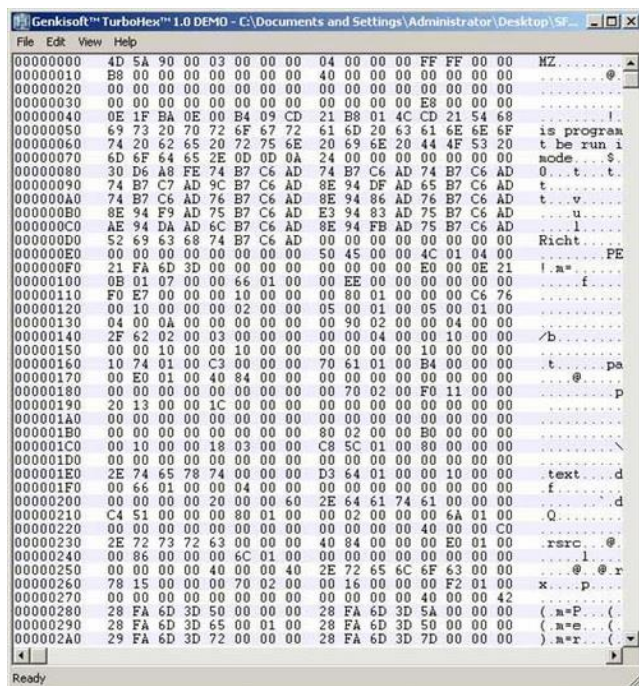 Genkisoft™ TurboHex™ 1.0 DEMO - C:\Documents and Settings\Administrator\Desktop\SF...
File Edit View Help
00000000 4D 5A 90 00 03 00 00 00 04 00 00 00 FF FF 00 00 MZ..........
00000010 B8 00 00 00 00 00 00 00 40 00 00 00 00 00 00 00 ........@...
00000020 00 00 00 00 00 00 00 00 00 00 00 00 00 00 00 00 ............
00000030 00 00 00 00 00 00 00 00 00 00 00 00 E8 00 00 00 ............
00000040 0E 1F BA 0E 00 B4 09 CD 21 B8 01 4C CD 21 54 68 ........!...
00000050 69 73 20 70 72 6F 67 72 61 6D 20 63 61 6E 6E 6F is program
00000060 74 20 62 65 20 72 75 6E 20 69 6E 20 44 4F 53 20 t be run i
00000070 6D 6F 64 65 2E 0D 0D 0A 24 00 00 00 00 00 00 00 mode....$.
00000080 30 D6 A8 FE 74 B7 C6 AD 74 B7 C6 AD 74 B7 C6 AD 0...t...t.
00000090 74 B7 C7 AD 9C B7 C6 AD 8E 94 DF AD 65 B7 C6 AD t.........
000000A0 74 B7 C6 AD 76 B7 C6 AD 8E 94 86 AD 76 B7 C6 AD t...v.....
000000B0 8E 94 F9 AD 75 B7 C6 AD E3 94 83 AD 75 B7 C6 AD ....u.....
000000C0 AE 94 DA AD 6C B7 C6 AD 8E 94 FB AD 75 B7 C6 AD ....l.....
000000D0 52 69 63 68 74 B7 C6 AD 00 00 00 00 00 00 00 00 Richt.....
000000E0 00 00 00 00 00 00 00 00 50 45 00 00 4C 01 04 00 ........PE
000000F0 21 FA 6D 3D 00 00 00 00 00 00 00 00 E0 00 0E 21 !.m=......
00000100 0B 01 07 00 00 66 01 00 00 EE 00 00 00 00 00 00 .....f....
00000110 F0 E7 00 00 00 10 00 00 00 80 01 00 00 00 C6 76 ..........
00000120 00 10 00 00 00 02 00 00 05 00 01 00 05 00 01 00 ..........
00000130 04 00 0A 00 00 00 00 00 00 90 02 00 00 04 00 00 ..........
00000140 2F 62 02 00 03 00 00 00 00 00 04 00 00 10 00 00 /b........
00000150 00 00 10 00 00 10 00 00 00 00 00 00 10 00 00 00 ..........
00000160 10 74 01 00 C3 00 00 00 70 61 01 00 B4 00 00 00 .t......pa
00000170 00 E0 01 00 40 84 00 00 00 00 00 00 00 00 00 00 ....@.....
00000180 00 00 00 00 00 00 00 00 00 70 02 00 F0 11 00 00 .........p
00000190 20 13 00 00 1C 00 00 00 00 00 00 00 00 00 00 00 ..........
000001A0 00 00 00 00 00 00 00 00 00 00 00 00 00 00 00 00 ..........
000001B0 00 00 00 00 00 00 00 00 80 02 00 00 B0 00 00 00 ..........
000001C0 00 10 00 00 18 03 00 00 C8 5C 01 00 80 00 00 00 .........\
000001D0 00 00 00 00 00 00 00 00 00 00 00 00 00 00 00 00 ..........
000001E0 2E 74 65 78 74 00 00 00 D3 64 01 00 00 10 00 00 .text....d
000001F0 00 66 01 00 00 04 00 00 00 00 00 00 00 00 00 00 .f........
00000200 00 00 00 00 20 00 00 60 2E 64 61 74 61 00 00 00 .......`.d
00000210 C4 51 00 00 00 80 01 00 00 02 00 00 00 6A 01 00 .Q........
00000220 00 00 00 00 00 00 00 00 00 00 00 00 40 00 00 C0 ..........
00000230 2E 72 73 72 63 00 00 00 40 84 00 00 00 E0 01 00 .rsrc...@.
00000240 00 86 00 00 00 6C 01 00 00 00 00 00 00 00 00 00 .....l....
00000250 00 00 00 00 40 00 00 40 2E 72 65 6C 6F 63 00 00 ....@..@.r
00000260 78 15 00 00 00 70 02 00 00 16 00 00 00 F2 01 00 x....p....
00000270 00 00 00 00 00 00 00 00 00 00 00 00 40 00 00 42 ..........
00000280 28 FA 6D 3D 50 00 00 00 28 FA 6D 3D 5A 00 00 00 (.m=P...(.
00000290 28 FA 6D 3D 65 00 01 00 28 FA 6D 3D 70 00 00 00 (.m=e...(.
000002A0 29 FA 6D 3D 72 00 00 00 28 FA 6D 3D 7D 00 00 00 ).m=r...(.
Ready